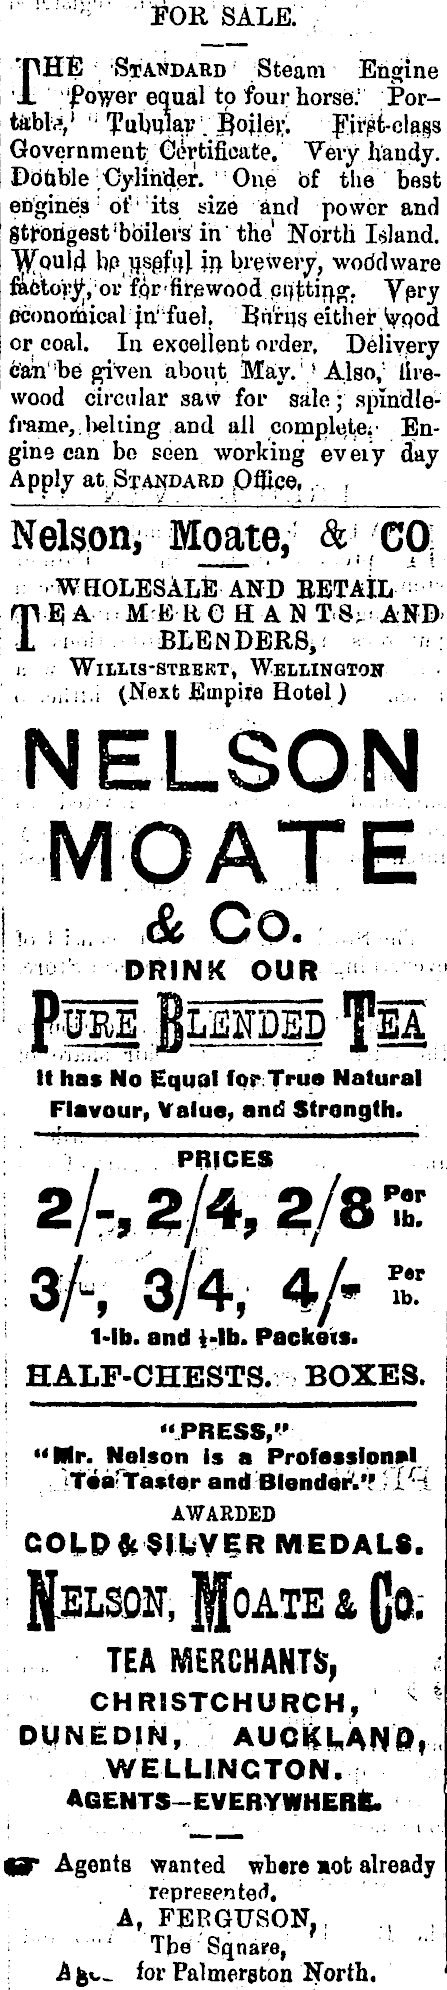 FOR SALE.
THE STANDARD Steam Engine
Power equal to four horse. Por-
table, Tubular Boiler. First-class
Government Certificate. Very handy.
Double Cylinder. One of the best
engines of its size and power and
strongest boilers in the North Island.
Would be useful in brewery, woodware
factory, or for firewood cutting. Very
economical in fuel. Burns either wood
or coal. In excellent order. Delivery
can be given about May. Also, fire-
wood circular saw for sale; spindle-
frame, belting and all complete. En-
gine can be seen working every day
Apply at STANDARD Office.
Nelson, Moate, & CO
WHOLESALE AND RETAIL
TEA MERCHANTS AND
BLENDERS,
WILLIS-STREET, WELLINGTON
(Next Empire Hotel)
NELSON
MOATE
& Co.
DRINK OUR
PURE BLENDED TEA
It has No Equal for True Natural
Flavour, Value, and Strength.
PRICES
2/-, 2/4, 2/8 Per lb.
3/-, 3/4, 4/- Per lb.
1-lb. and ½-lb. Packets.
HALF-CHESTS. BOXES.
"PRESS,"
"Mr. Nelson is a Professional
Tea Taster and Blender."
AWARDED
GOLD & SILVER MEDALS.
NELSON, MOATE & Co.
TEA MERCHANTS,
CHRISTCHURCH,
DUNEDIN, AUCKLAND,
WELLINGTON.
AGENTS—EVERYWHERE.
☛ Agents wanted where not already
represented.
A, FERGUSON,
The Square,
for Palmerston North.